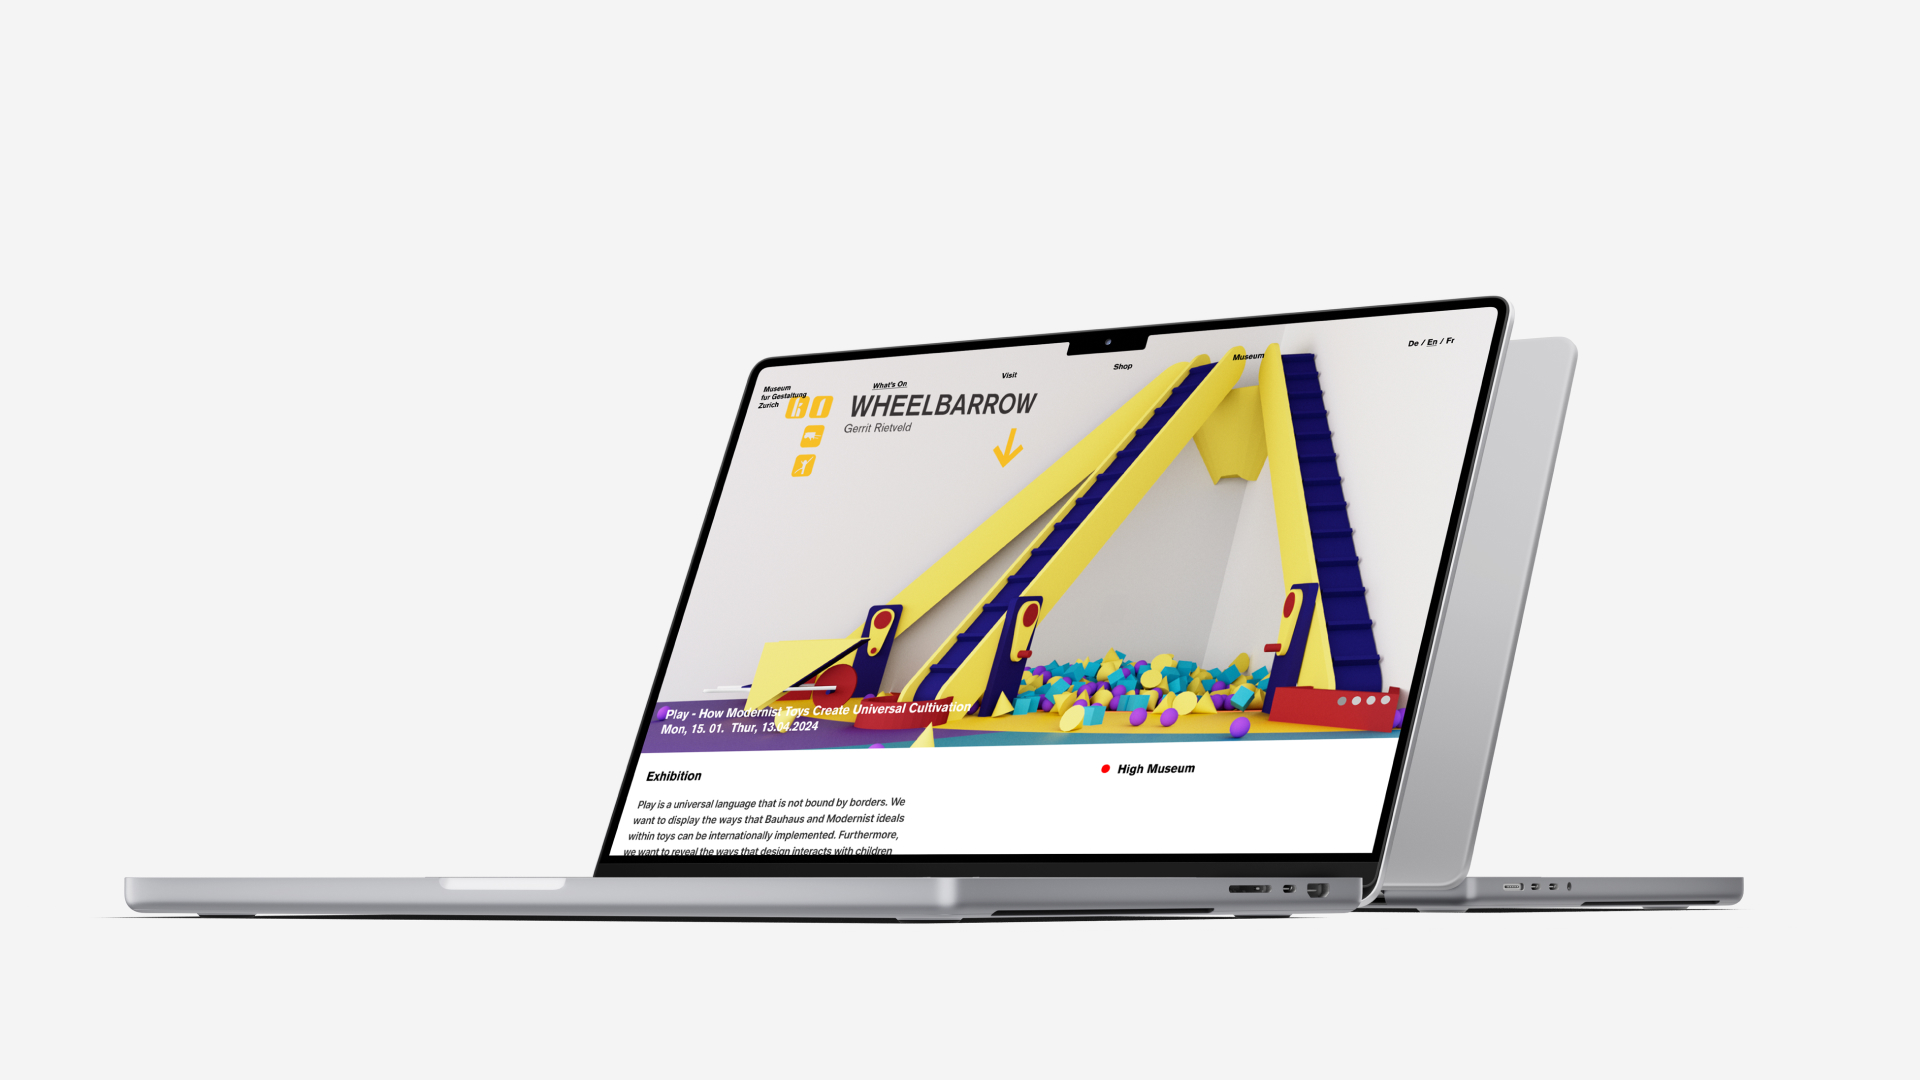 De / En / Fr
Museum
Shop
Visit
What's On
Museum
fur Gestaltung
Zurich
WHEELBARROW
Gerrit Rietveld
Play - How Modernist Toys Create Universal Cultivation
Mon, 15. 01. Thur, 13.04.2024
Exhibition
High Museum
Play is a universal language that is not bound by borders. We
want to display the ways that Bauhaus and Modernist ideals
within toys can be internationally implemented. Furthermore,
we want to reveal the ways that design interacts with children